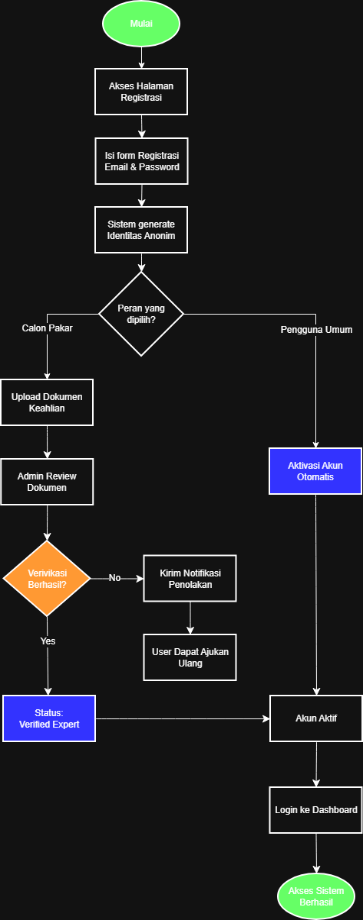 Mulai
Akses Halaman
Registrasi
Isi form Registrasi
Email & Password
Sistem generate
Identitas Anonim
Peran yang
dipilih?
Calon Pakar
Pengguna Umum
Upload Dokumen
Keahlian
Aktivasi Akun
Otomatis
Admin Review
Dokumen
Verivikasi
Berhasil?
No
Kirim Notifikasi
Penolakan
Yes
User Dapat Ajukan
Ulang
Status:
Verified Expert
Akun Aktif
Login ke Dashboard
Akses Sistem
Berhasil